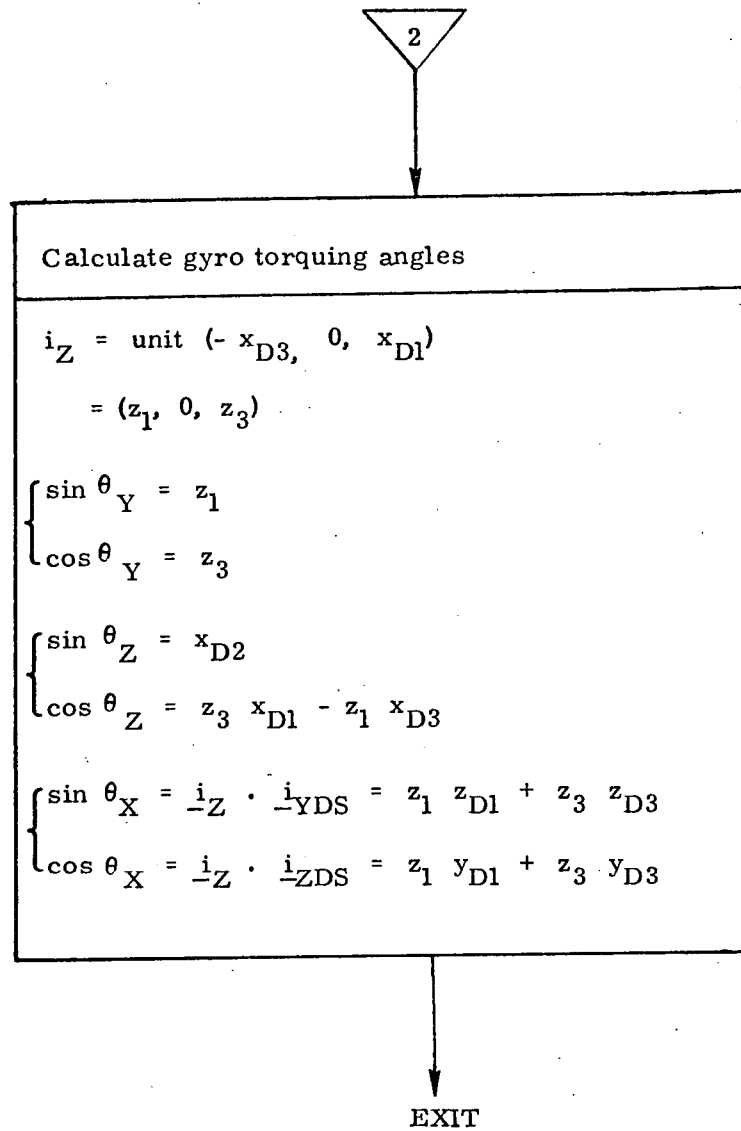 2
Calculate gyro torquing angles
i_Z = unit (- x_D3, 0, x_D1)
= (z_1, 0, z_3)
sin θ_Y = z_1
cos θ_Y = z_3
sin θ_Z = x_D2
cos θ_Z = z_3 x_D1 - z_1 x_D3
sin θ_X = i_Z · i_YDS = z_1 z_D1 + z_3 z_D3
cos θ_X = i_Z · i_ZDS = z_1 y_D1 + z_3 y_D3
EXIT